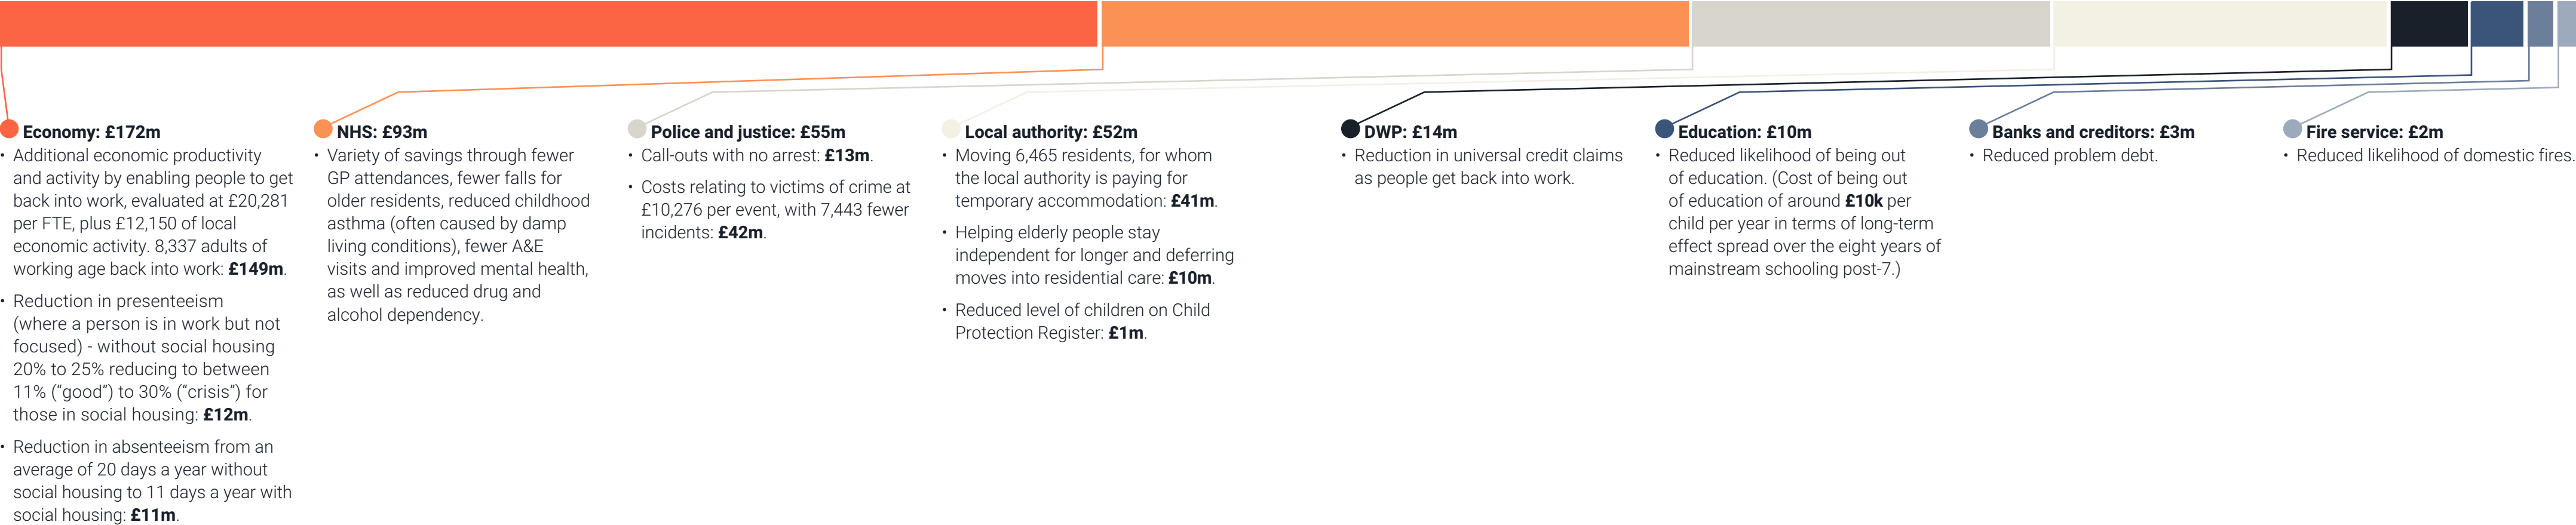 Economy: £172m
• Additional economic productivity
and activity by enabling people to get
back into work, evaluated at £20,281
per FTE, plus £12,150 of local
economic activity. 8,337 adults of
working age back into work: £149m.
• Reduction in presenteeism
(where a person is in work but not
focused) - without social housing
20% to 25% reducing to between
11% (“good”) to 30% (“crisis”) for
those in social housing: £12m.
• Reduction in absenteeism from an
average of 20 days a year without
social housing to 11 days a year with
social housing: £11m.
NHS: £93m
• Variety of savings through fewer
GP attendances, fewer falls for
older residents, reduced childhood
asthma (often caused by damp
living conditions), fewer A&E
visits and improved mental health,
as well as reduced drug and
alcohol dependency.
Police and justice: £55m
• Call-outs with no arrest: £13m.
• Costs relating to victims of crime at
£10,276 per event, with 7,443 fewer
incidents: £42m.
Local authority: £52m
• Moving 6,465 residents, for whom
the local authority is paying for
temporary accommodation: £41m.
• Helping elderly people stay
independent for longer and deferring
moves into residential care: £10m.
• Reduced level of children on Child
Protection Register: £1m.
DWP: £14m
• Reduction in universal credit claims
as people get back into work.
Education: £10m
• Reduced likelihood of being out
of education. (Cost of being out
of education of around £10k per
child per year in terms of long-term
effect spread over the eight years of
mainstream schooling post-7.)
Banks and creditors: £3m
• Reduced problem debt.
Fire service: £2m
• Reduced likelihood of domestic fires.